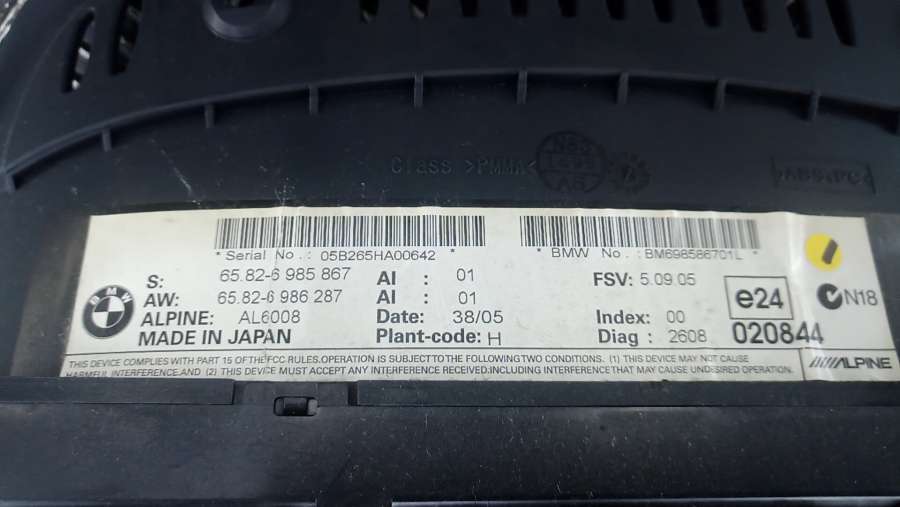 Class >PMMA<
* Serial No .: 05B265HA00642 *
* BMW No .: BM698586701L *
S: 65.82-6 985 867 AI : 01 FSV: 5.09.05
AW: 65.82-6 986 287 AI : 01 e24 N18
BMW
ALPINE: AL6008 Date: 38/05 Index: 00
MADE IN JAPAN Plant-code: H Diag : 2608 020844
THIS DEVICE COMPLIES WITH PART 15 OF THE FCC RULES.OPERATION IS SUBJECT TO THE FOLLOWING TWO CONDITIONS. (1) THIS DEVICE MAY NOT CAUSE
HARMFUL INTERFERENCE,AND (2) THIS DEVICE MUST ACCEPT ANY INTERFERENCE RECEIVED,INCLUDING INTERFERENCE THAT MAY CAUSE UNDESIRED OPERATION.
ALPINE